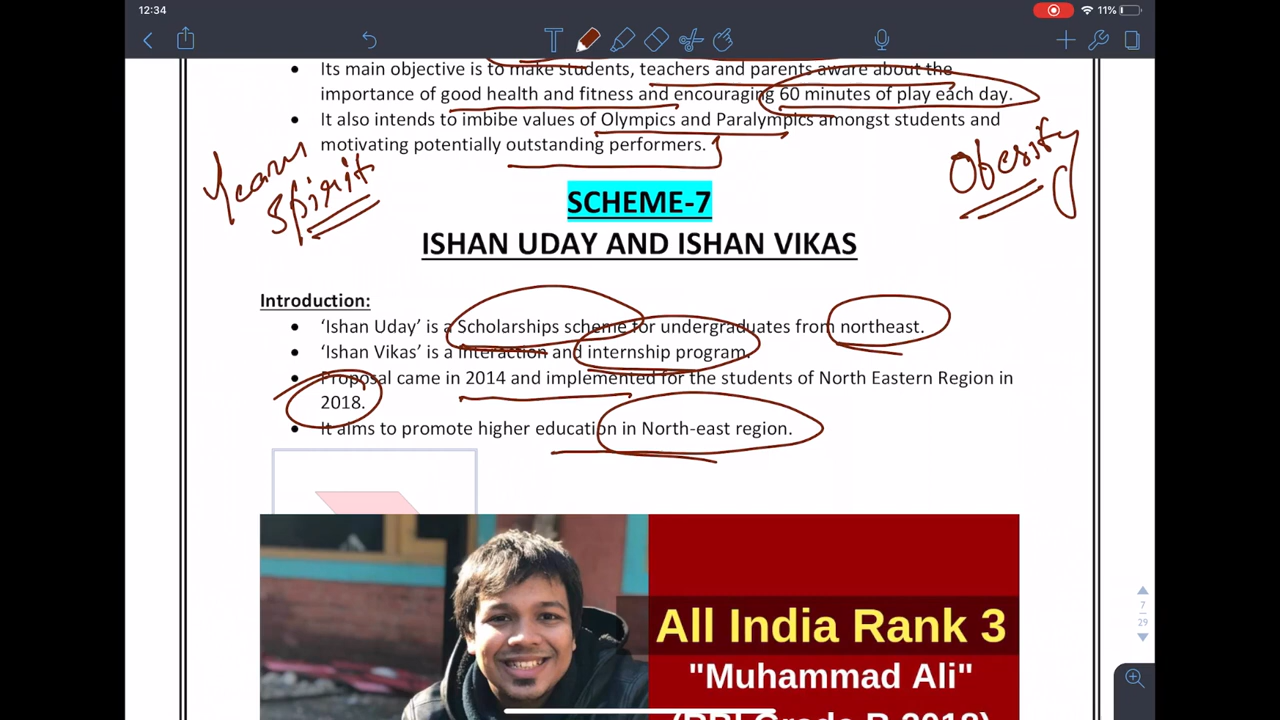 12:34
11%
Its main objective is to make students, teachers and parents aware about the
importance of good health and fitness and encouraging 60 minutes of play each day.
It also intends to imbibe values of Olympics and Paralympics amongst students and
motivating potentially outstanding performers.
Spirit
Obesity
SCHEME-7
ISHAN UDAY AND ISHAN VIKAS
Introduction:
‘Ishan Uday’ is a Scholarships scheme for undergraduates from northeast.
‘Ishan Vikas’ is a interaction and internship program.
Proposal came in 2014 and implemented for the students of North Eastern Region in
2018.
It aims to promote higher education in North-east region.
All India Rank 3
"Muhammad Ali"
(RBI Grade B 2018)
7
29